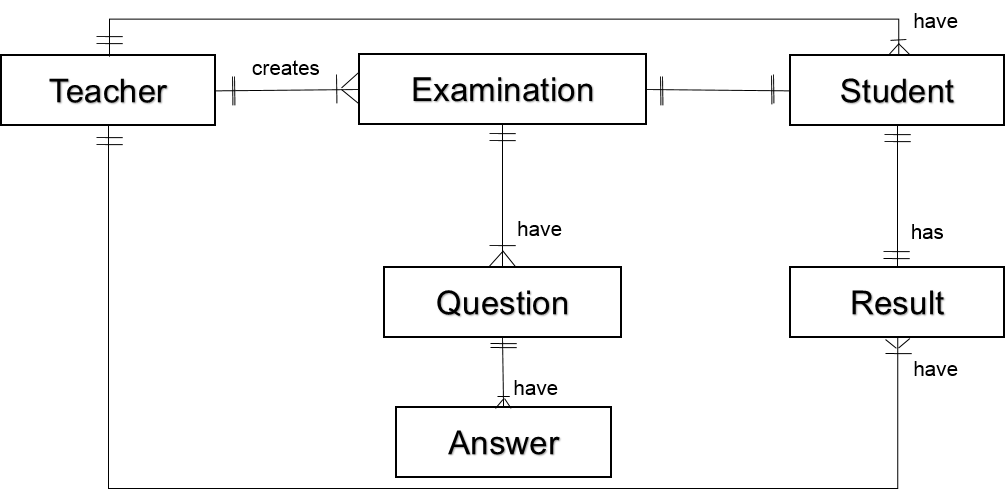 have
creates
Teacher
Examination
Student
have
has
Question
Result
have
have
Answer